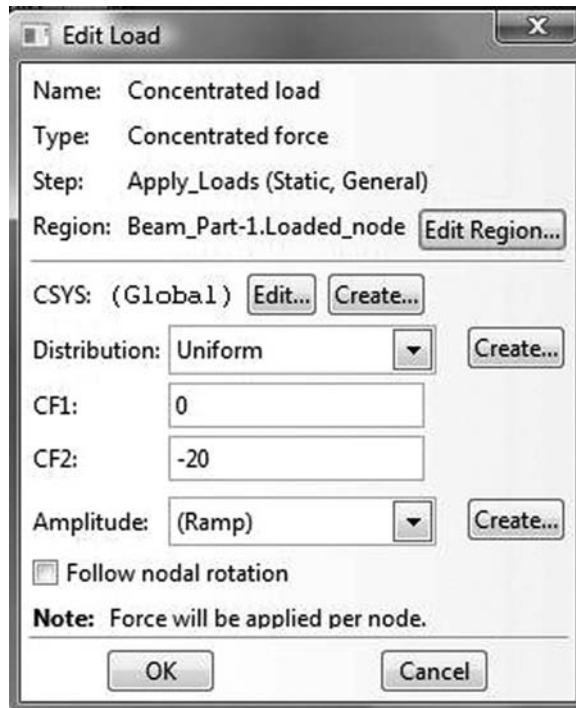 Edit Load
Name: Concentrated load
Type: Concentrated force
Step: Apply_Loads (Static, General)
Region: Beam_Part-1.Loaded_node Edit Region...
CSYS: (Global) Edit... Create...
Distribution: Uniform Create...
CF1: 0
CF2: -20
Amplitude: (Ramp) Create...
Follow nodal rotation
Note: Force will be applied per node.
OK Cancel